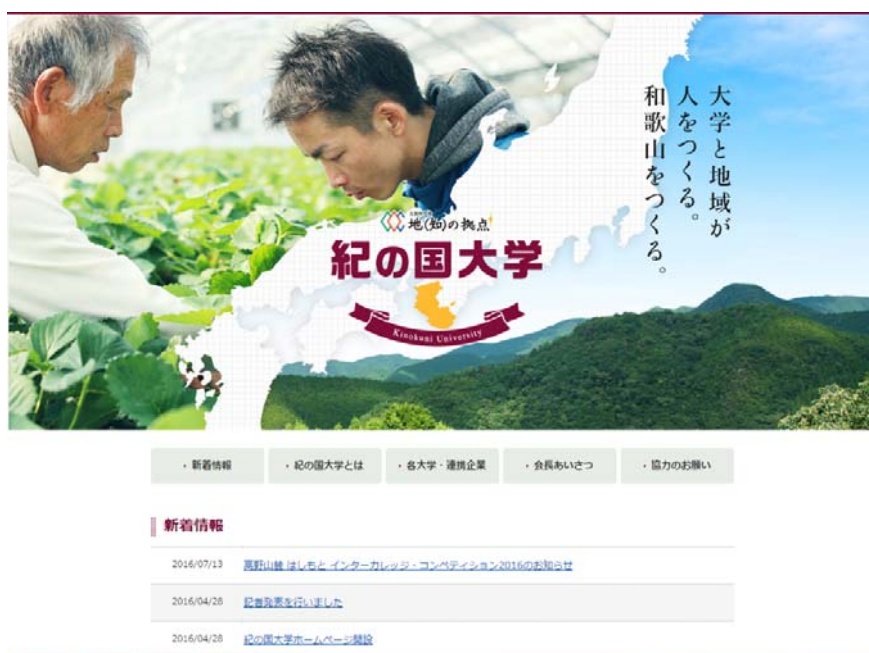 大学と地域が
人をつくる。
和歌山をつくる。
地(知)の拠点
紀の国大学
Kinokuni University
・新着情報
・紀の国大学とは
・各大学・連携企業
・会長あいさつ
・協力のお願い
新着情報
2016/07/13 高野山麓 はしもと インターカレッジ・コンペティション2016のお知らせ
2016/04/28 記者発表を行いました
2016/04/28 紀の国大学ホームページ開設